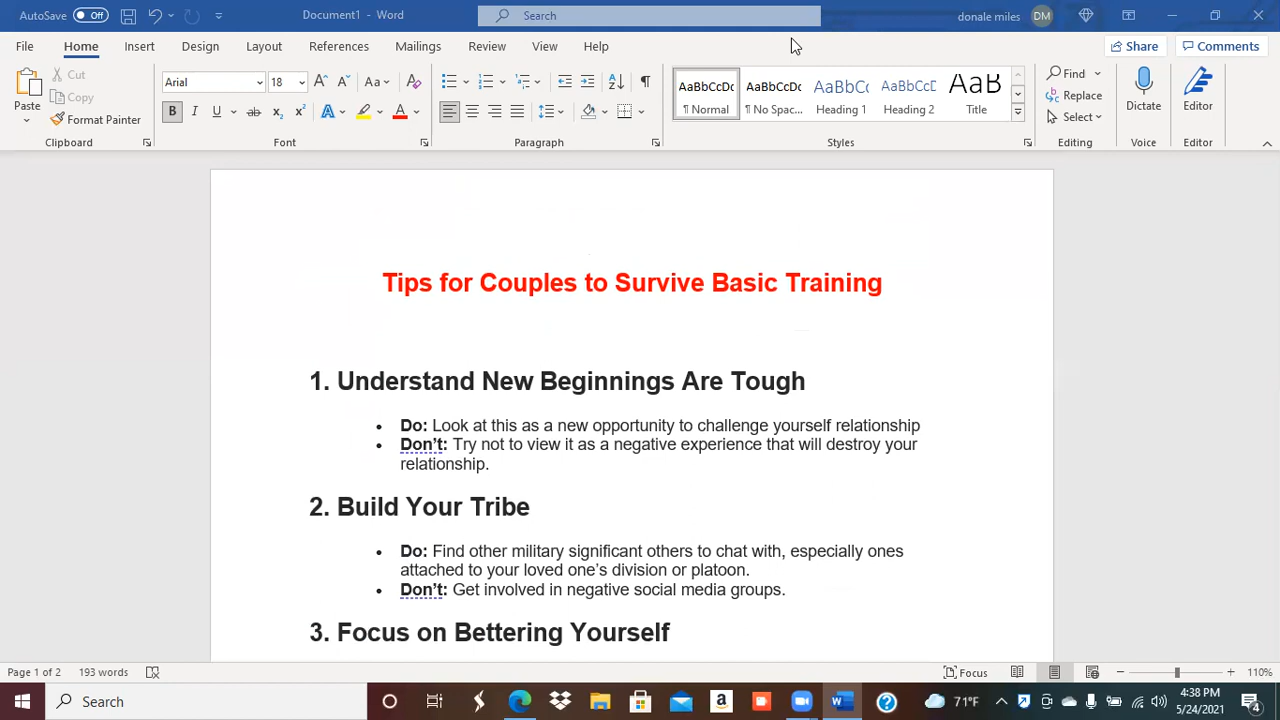 AutoSave Off Document1 - Word Search donale miles DM
File Home Insert Design Layout References Mailings Review View Help Share Comments
Paste Cut Copy Format Painter
Arial 18 Aa
AaBbCcDc AaBbCcDc AaBbCc AaBbCcD AaB
¶ Normal ¶ No Spac... Heading 1 Heading 2 Title
Find Replace Select Dictate Editor
Clipboard Font Paragraph Styles Editing Voice Editor
Tips for Couples to Survive Basic Training
1. Understand New Beginnings Are Tough
• Do: Look at this as a new opportunity to challenge yourself relationship
• Don’t: Try not to view it as a negative experience that will destroy your
relationship.
2. Build Your Tribe
• Do: Find other military significant others to chat with, especially ones
attached to your loved one’s division or platoon.
• Don’t: Get involved in negative social media groups.
3. Focus on Bettering Yourself
Page 1 of 2 193 words Focus 110%
Search 71°F 4:38 PM
5/24/2021 4